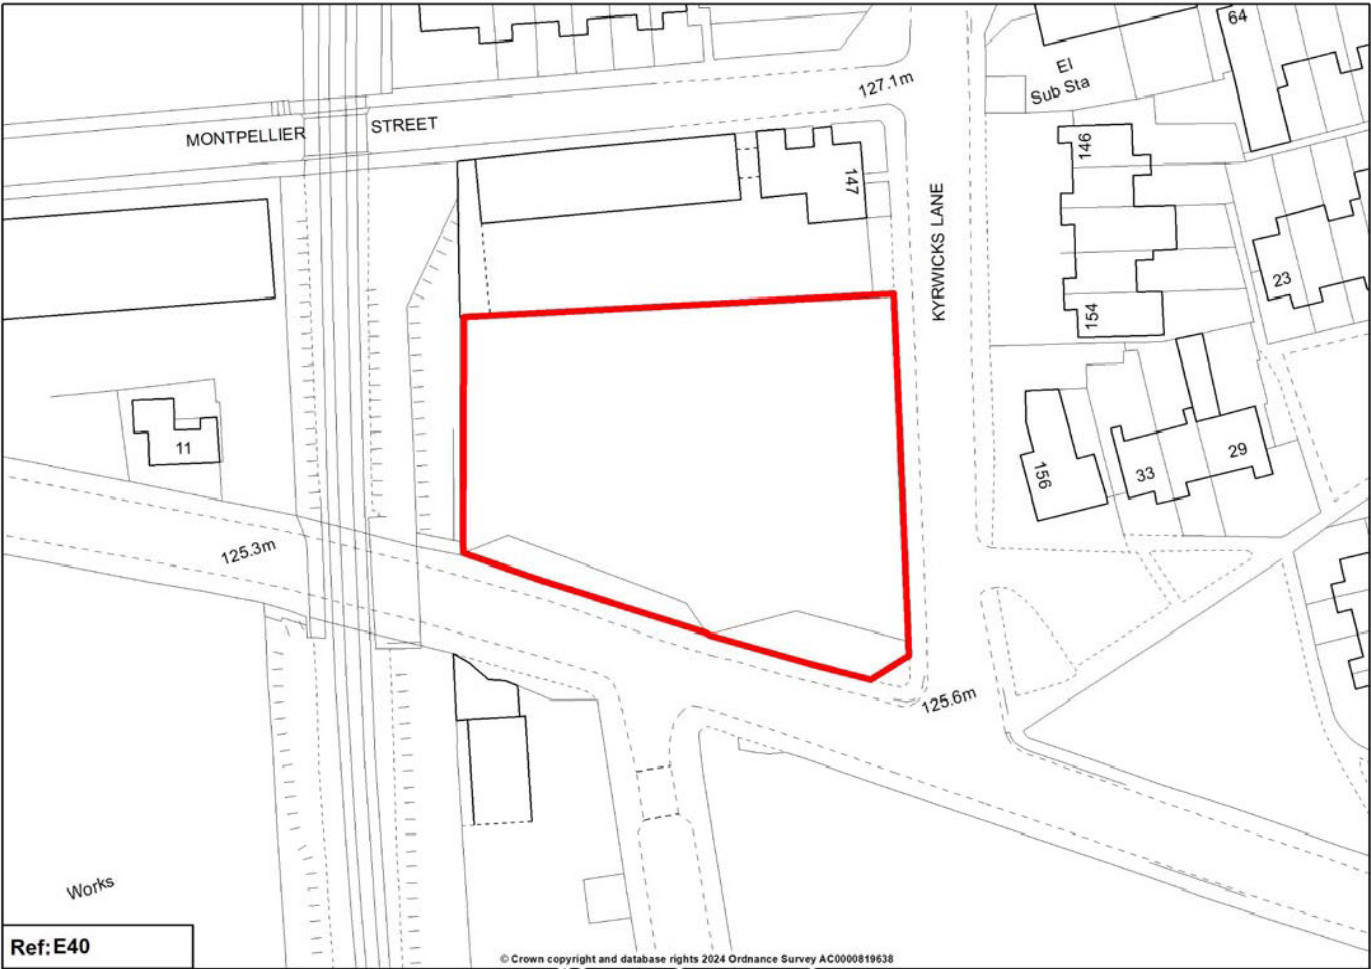 64
El
Sub Sta
127.1m
MONTPELLIER STREET
146
147
KYRWICKS LANE
23
154
11
156
33
29
125.3m
125.6m
Works
Ref: E40
© Crown copyright and database rights 2024 Ordnance Survey AC0000819638